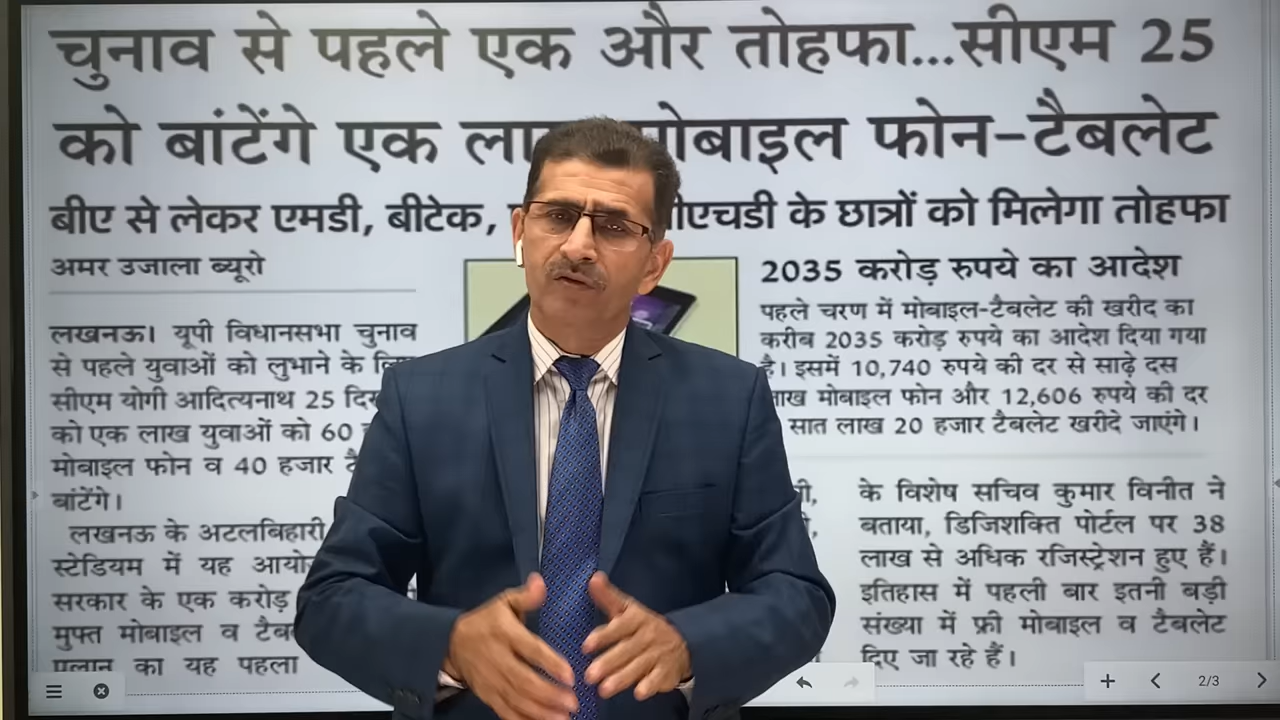 चुनाव से पहले एक और तोहफा...सीएम 25
को बांटेंगे एक मोबाइल फोन-टैबलेट
बीए से लेकर एमडी, बीटेक, के छात्रों को मिलेगा तोहफा
अमर उजाला ब्यूरो
लखनऊ। यूपी विधानसभा चुनाव
से पहले युवाओं को लुभाने के
सीएम योगी आदित्यनाथ 25
को एक लाख युवाओं को 60
मोबाइल फोन व 40 हजार
बांटेंगे।
लखनऊ के अटलबिहारी
स्टेडियम में यह
सरकार के एक करोड़
मुफ्त मोबाइल व
एलान का यह पहला
2035 करोड़ रुपये का आदेश
पहले चरण में मोबाइल-टैबलेट की खरीद का
करीब 2035 करोड़ रुपये का आदेश दिया गया
है। इसमें 10,740 रुपये की दर से साढ़े दस
लाख मोबाइल फोन और 12,606 रुपये की दर
सात लाख 20 हजार टैबलेट खरीदे जाएंगे।
के विशेष सचिव कुमार विनीत ने
बताया, डिजिशक्ति पोर्टल पर 38
लाख से अधिक रजिस्ट्रेशन हुए हैं।
इतिहास में पहली बार इतनी बड़ी
संख्या में फ्री मोबाइल व टैबलेट
दिए जा रहे हैं।
2/3